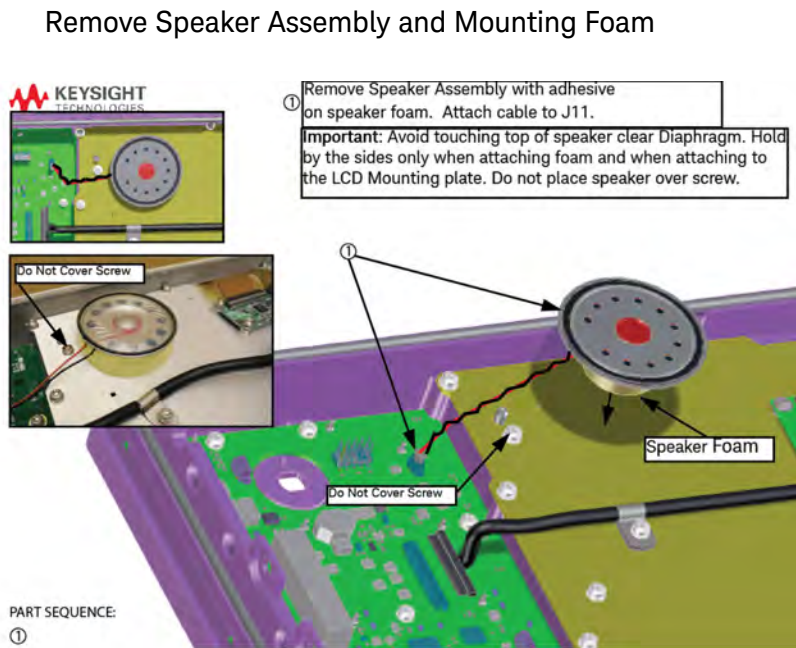 Remove Speaker Assembly and Mounting Foam
KEYSIGHT
TECHNOLOGIES
① Remove Speaker Assembly with adhesive
on speaker foam. Attach cable to J11.
Important: Avoid touching top of speaker clear Diaphragm. Hold
by the sides only when attaching foam and when attaching to
the LCD Mounting plate. Do not place speaker over screw.
①
Do Not Cover Screw
Speaker Foam
Do Not Cover Screw
PART SEQUENCE:
①